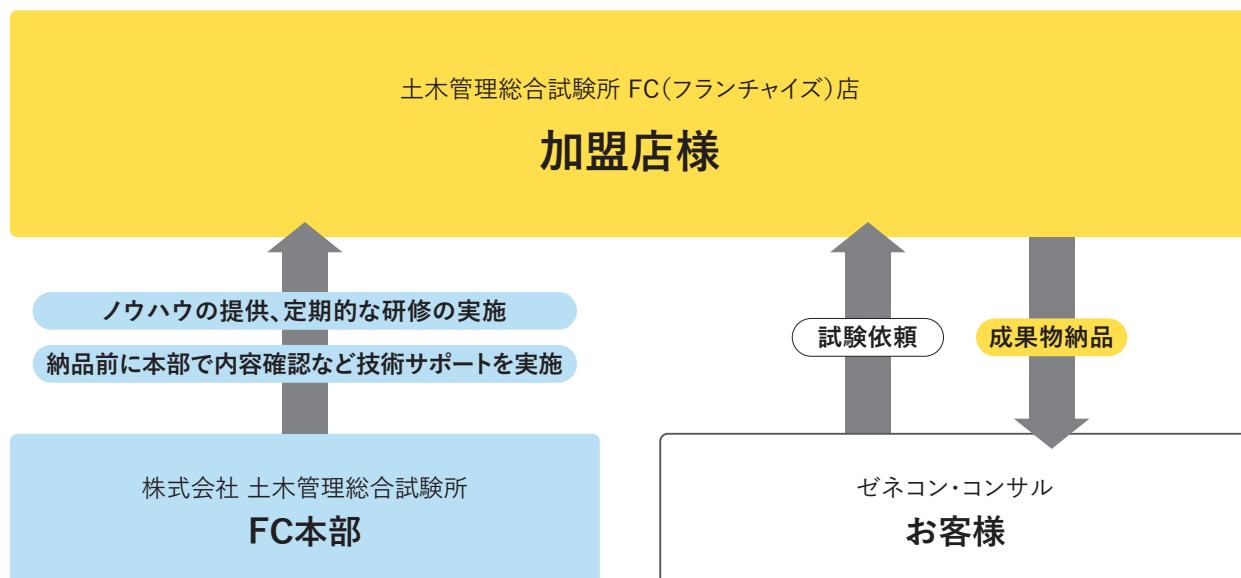 土木管理総合試験所 FC(フランチャイズ)店
加盟店様
ノウハウの提供、定期的な研修の実施
納品前に本部で内容確認など技術サポートを実施
試験依頼
成果物納品
株式会社 土木管理総合試験所
FC本部
ゼネコン・コンサル
お客様